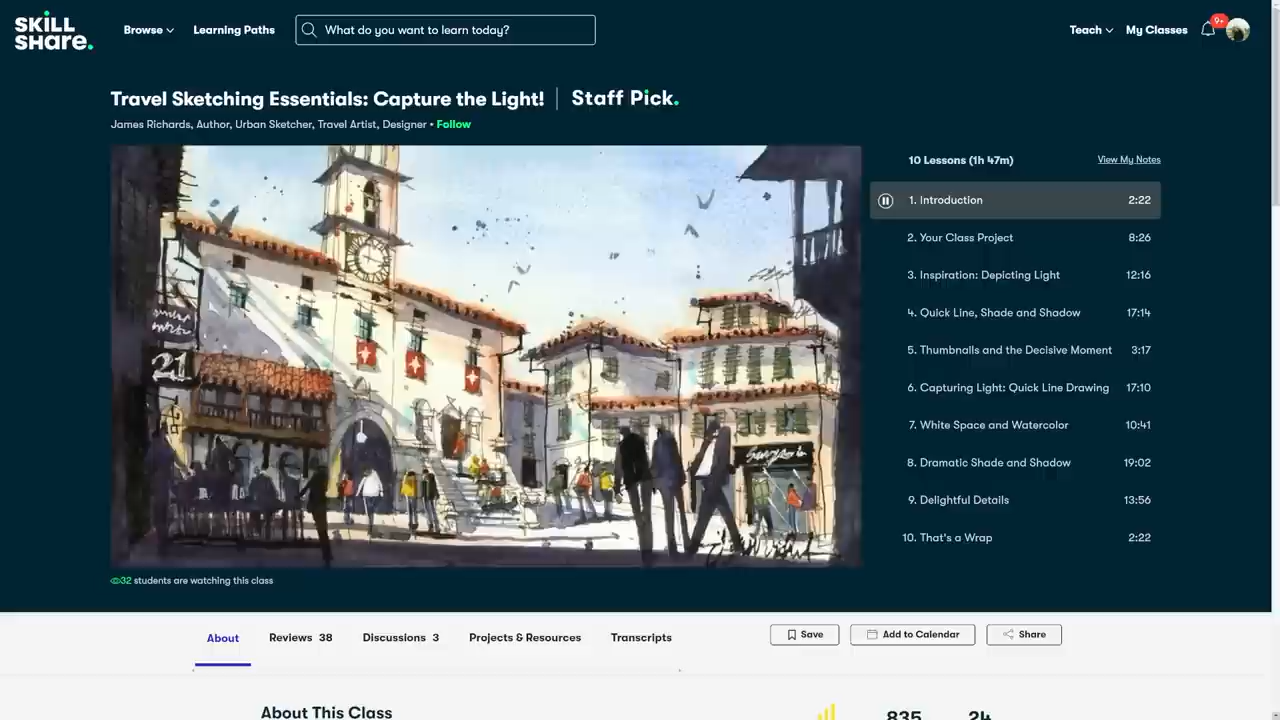 SKILL
SHARE.
Browse
Learning Paths
What do you want to learn today?
Teach
My Classes
9+
Travel Sketching Essentials: Capture the Light!
Staff Pick.
James Richards, Author, Urban Sketcher, Travel Artist, Designer • Follow
21
10 Lessons (1h 47m)
View My Notes
1. Introduction 2:22
2. Your Class Project 8:26
3. Inspiration: Depicting Light 12:16
4. Quick Line, Shade and Shadow 17:14
5. Thumbnails and the Decisive Moment 3:17
6. Capturing Light: Quick Line Drawing 17:10
7. White Space and Watercolor 10:41
8. Dramatic Shade and Shadow 19:02
9. Delightful Details 13:56
10. That's a Wrap 2:22
32 students are watching this class
About
Reviews 38
Discussions 3
Projects & Resources
Transcripts
Save
Add to Calendar
Share
About This Class
835
24